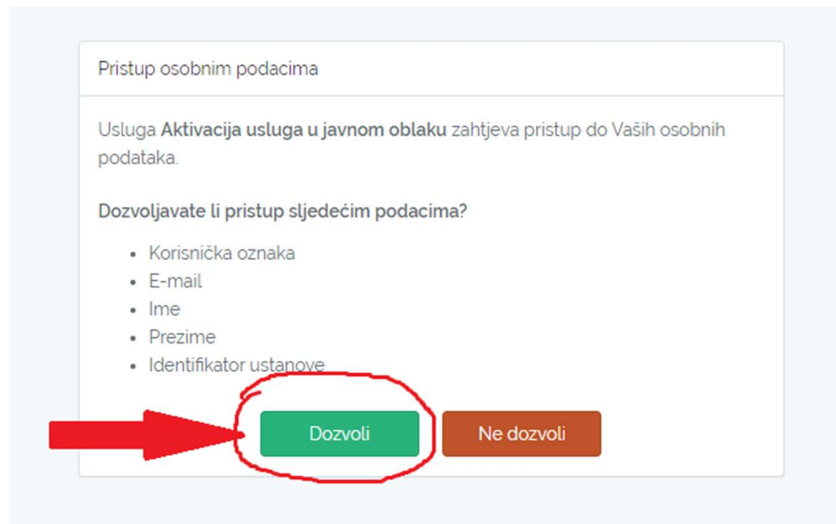 Pristup osobnim podacima
Usluga Aktivacija usluga u javnom oblaku zahtjeva pristup do Vaših osobnih
podataka.
Dozvoljavate li pristup sljedećim podacima?
• Korisnička oznaka
• E-mail
• Ime
• Prezime
• Identifikator ustanove
Dozvoli
Ne dozvoli